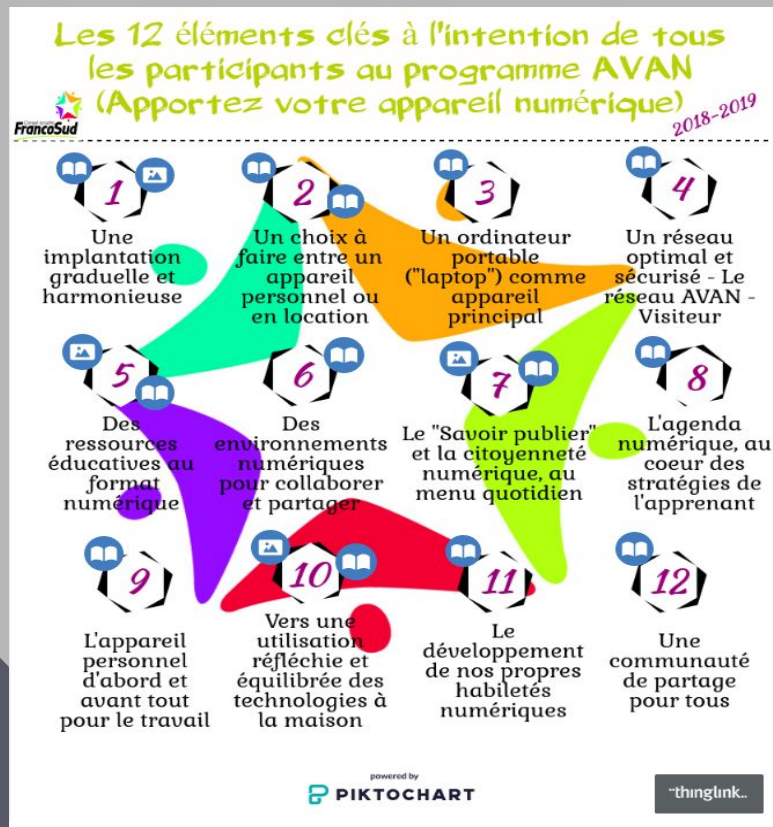 Les 12 éléments clés à l'intention de tous
les participants au programme AVAN
(Apportez votre appareil numérique)
2018-2019
FrancoSud
1
Une
implantation
graduelle et
harmonieuse
2
Un choix à
faire entre un
appareil
personnel ou
en location
3
Un ordinateur
portable
("laptop") comme
appareil
principal
4
Un réseau
optimal et
sécurisé - Le
réseau AVAN -
Visiteur
5
Des
ressources
éducatives au
format
numérique
6
Des
environnements
numériques
pour collaborer
et partager
7
Le "Savoir publier"
et la citoyenneté
numérique, au
menu quotidien
8
L'agenda
numérique, au
coeur des
stratégies de
l'apprenant
9
L'appareil
personnel
d'abord et
avant tout
pour le travail
10
Vers une
utilisation
réfléchie et
équilibrée des
technologies à
la maison
11
Le
développement
de nos propres
habiletés
numériques
12
Une
communauté
de partage
pour tous
powered by
PIKTOCHART
thinglink..